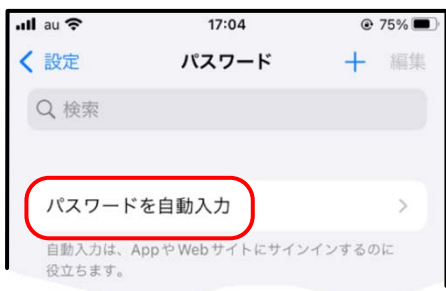 au 17:04 75%
設定 パスワード + 編集
検索
パスワードを自動入力
自動入力は、AppやWebサイトにサインインするのに
役立ちます。